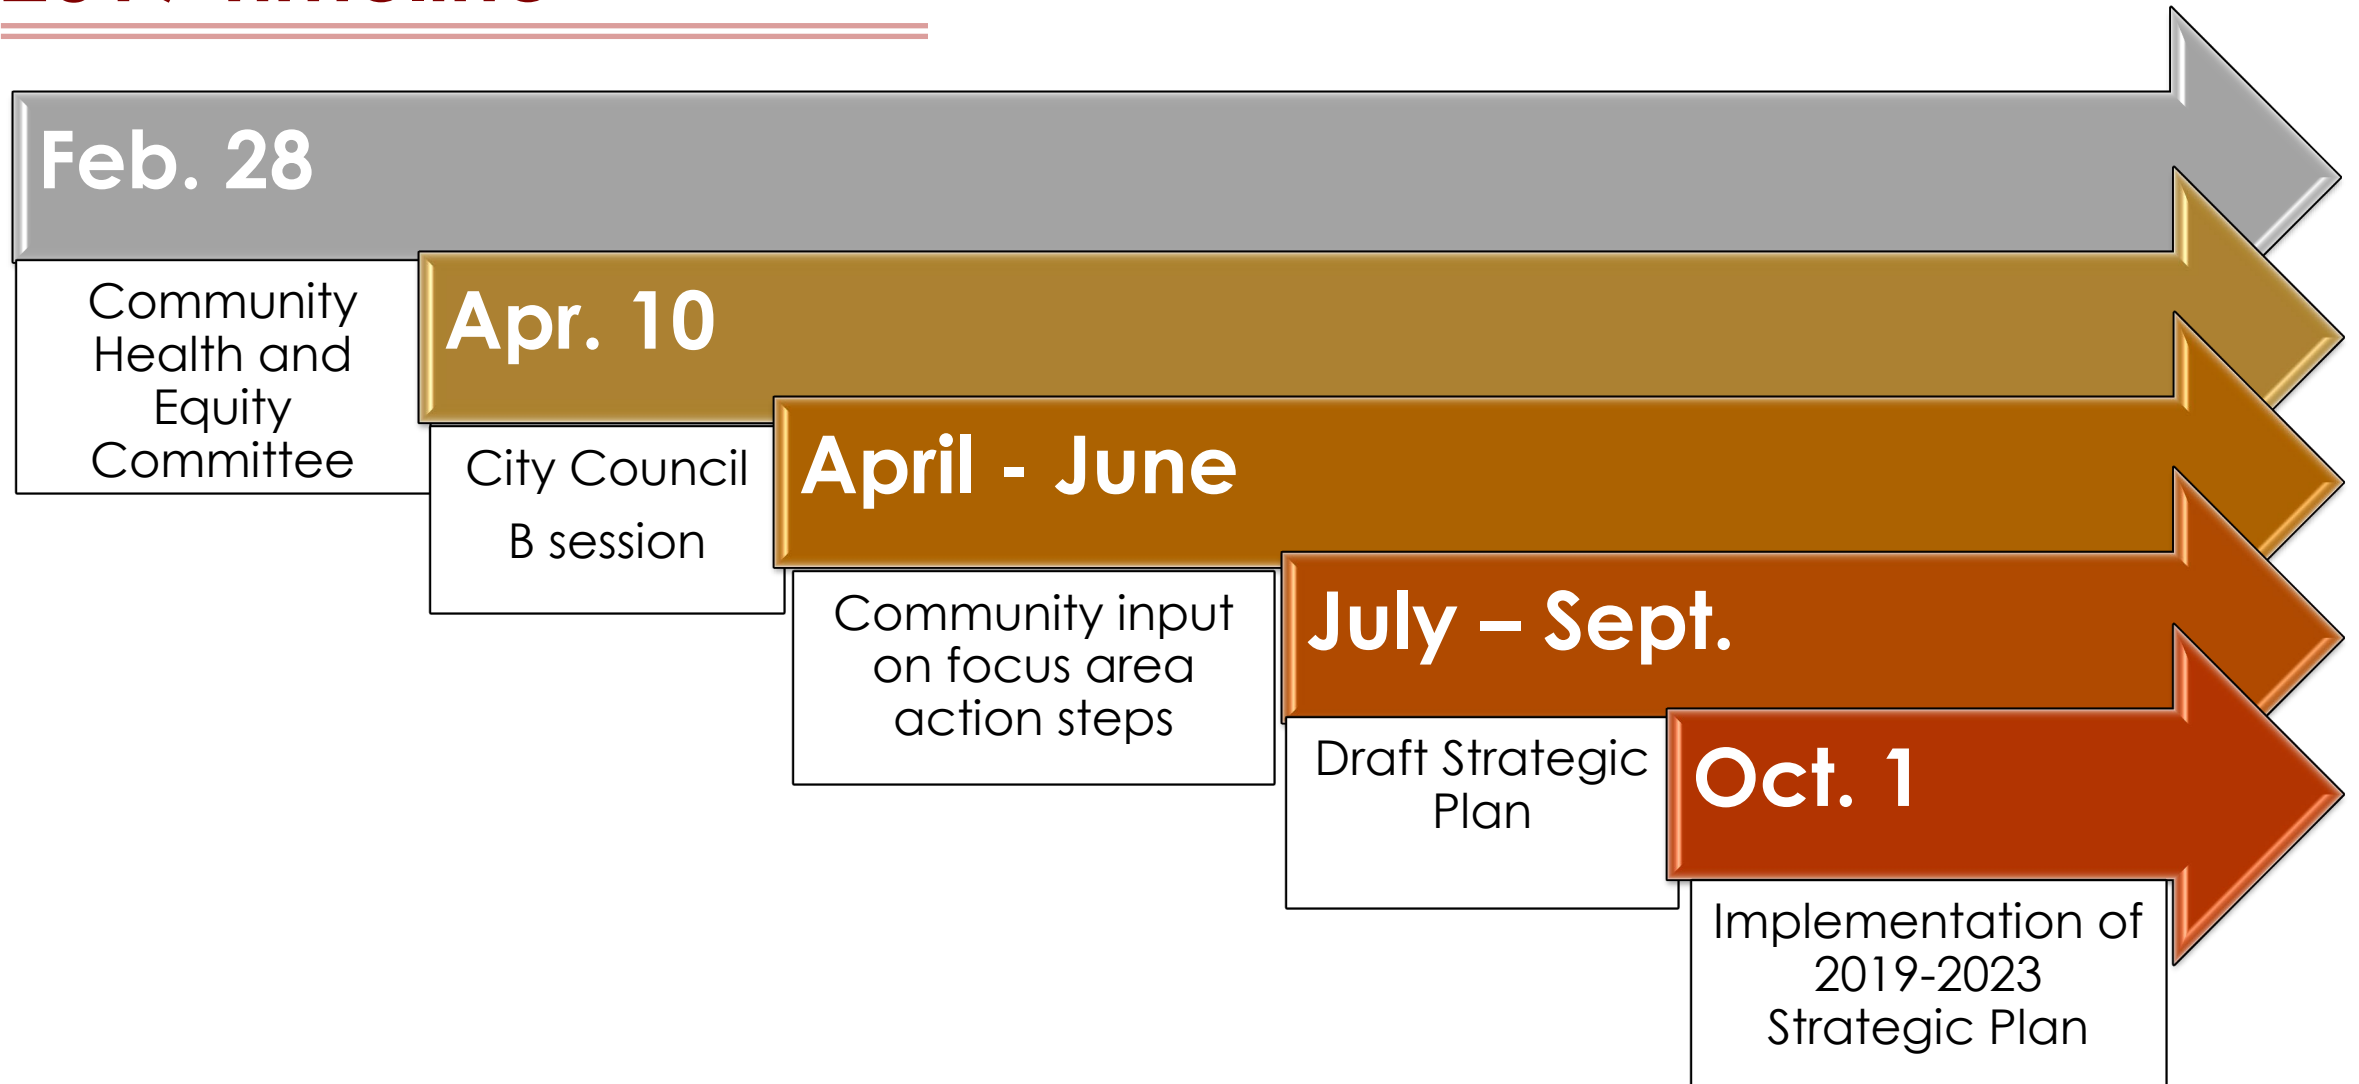 Timeline
Feb. 28
Community
Health and
Equity
Committee
Apr. 10
City Council
B session
April - June
Community input
on focus area
action steps
July – Sept.
Draft Strategic
Plan
Oct. 1
Implementation of
2019-2023
Strategic Plan